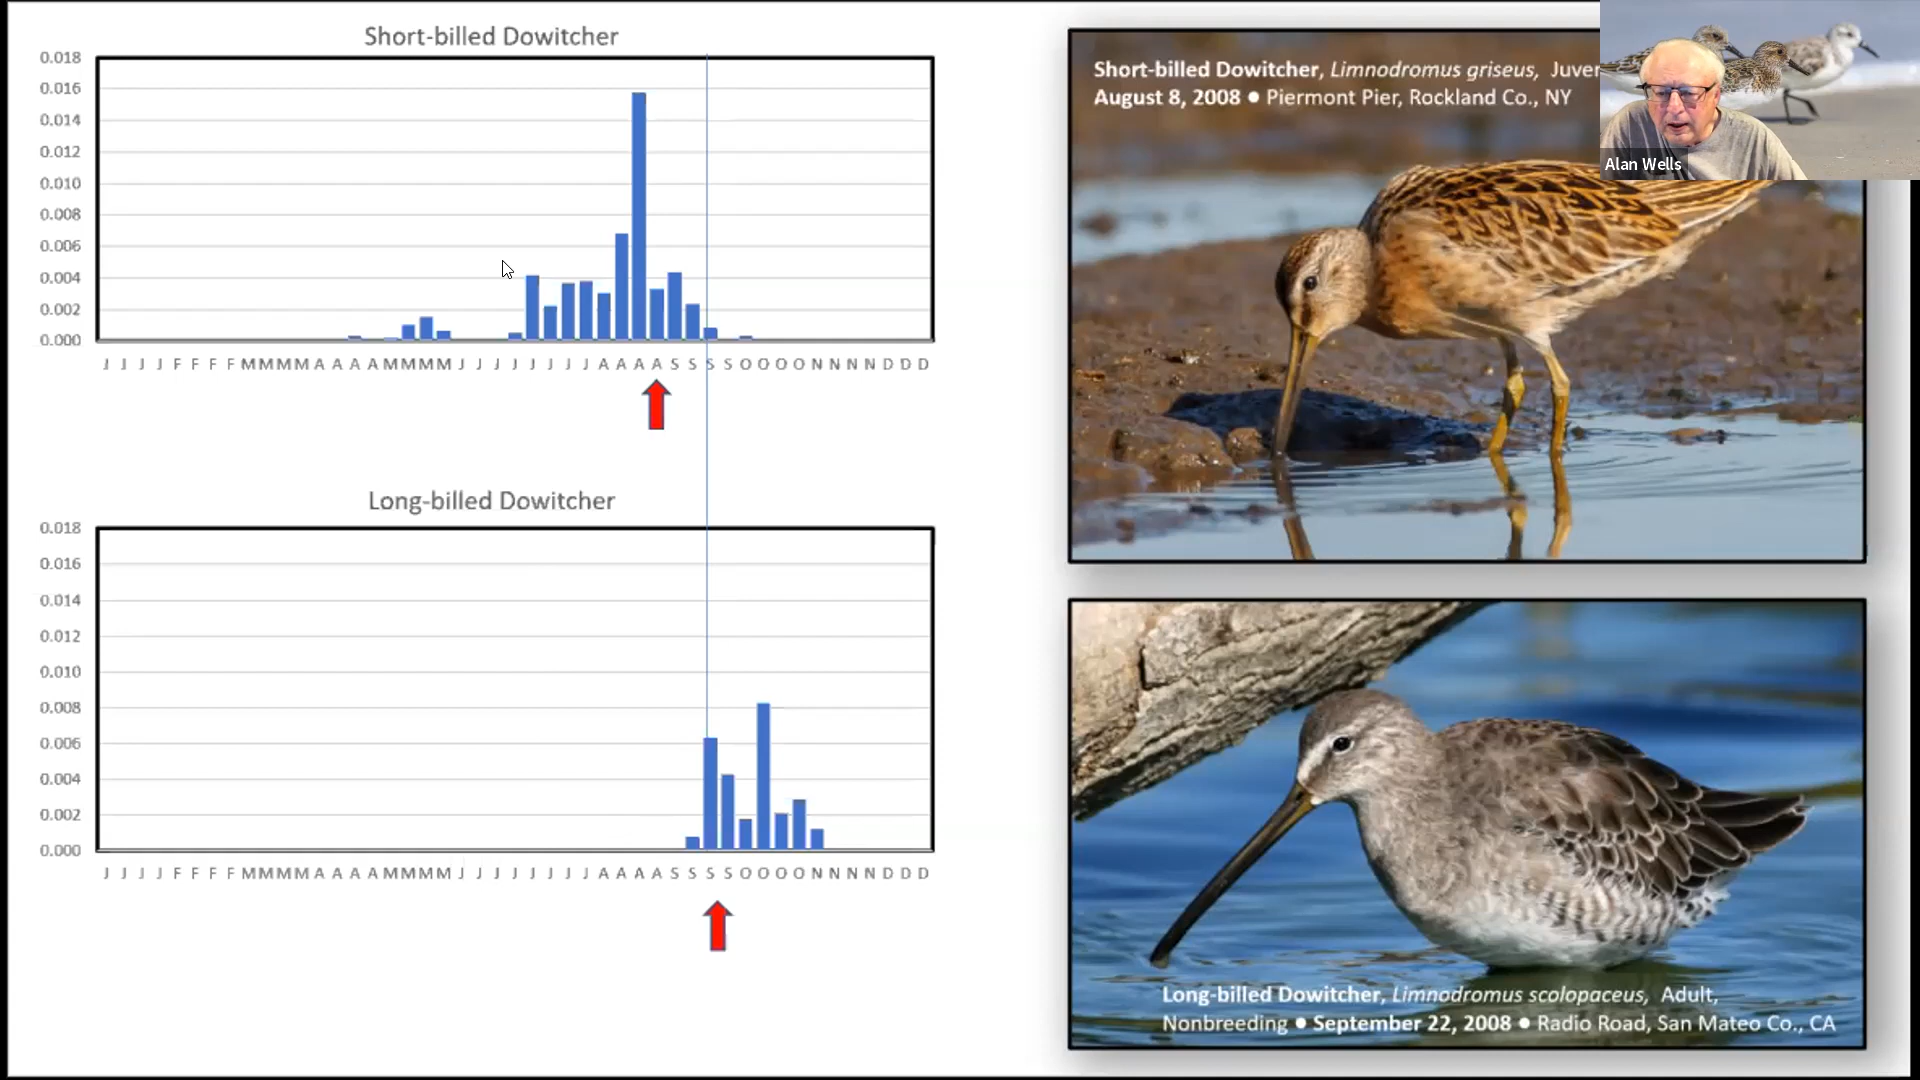 Short-billed Dowitcher
0.018
0.016
0.014
0.012
0.010
0.008
0.006
0.004
0.002
0.000
J J J J F F F F M M M M A A A A M M M M J J J J J J J J A A A A S S S S O O O O N N N N D D D D
Long-billed Dowitcher
0.018
0.016
0.014
0.012
0.010
0.008
0.006
0.004
0.002
0.000
J J J J F F F F M M M M A A A A M M M M J J J J J J J J A A A A S S S S O O O O N N N N D D D D
Short-billed Dowitcher, Limnodromus griseus, Juven
August 8, 2008 ● Piermont Pier, Rockland Co., NY
Alan Wells
Long-billed Dowitcher, Limnodromus scolopaceus, Adult,
Nonbreeding ● September 22, 2008 ● Radio Road, San Mateo Co., CA